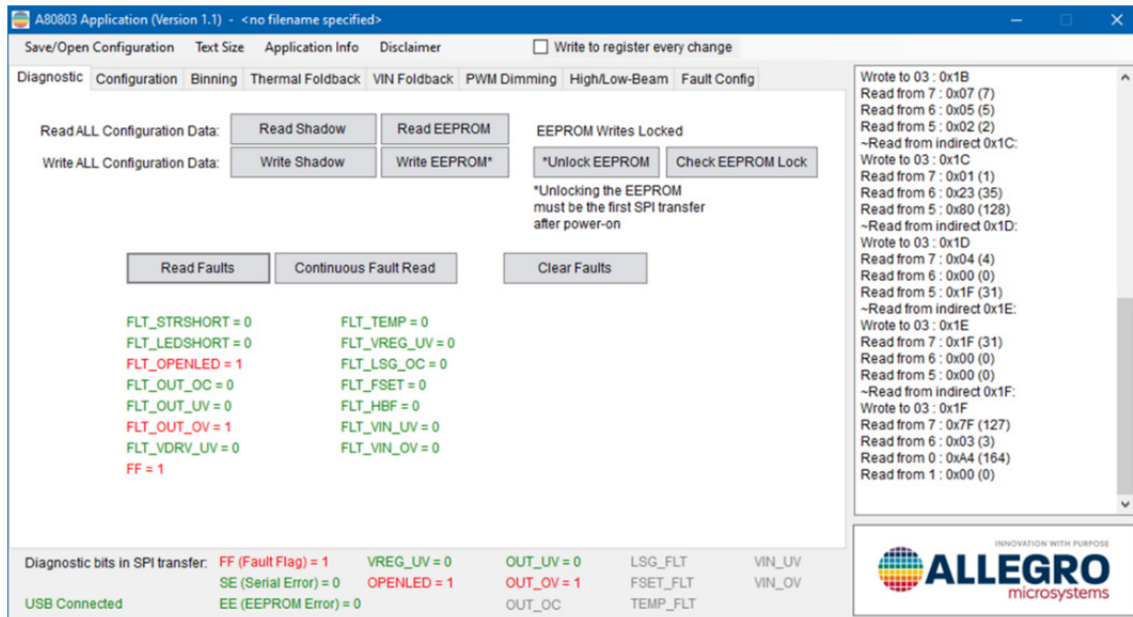 A80803 Application (Version 1.1) - <no filename specified>
Save/Open Configuration Text Size Application Info Disclaimer Write to register every change
Diagnostic Configuration Binning Thermal Foldback VIN Foldback PWM Dimming High/Low-Beam Fault Config
Read ALL Configuration Data: Read Shadow Read EEPROM EEPROM Writes Locked
Write ALL Configuration Data: Write Shadow Write EEPROM* *Unlock EEPROM Check EEPROM Lock
*Unlocking the EEPROM
must be the first SPI transfer
after power-on
Read Faults Continuous Fault Read Clear Faults
FLT_STRSHORT = 0 FLT_TEMP = 0
FLT_LEDSHORT = 0 FLT_VREG_UV = 0
FLT_OPENLED = 1 FLT_LSG_OC = 0
FLT_OUT_OC = 0 FLT_FSET = 0
FLT_OUT_UV = 0 FLT_HBF = 0
FLT_OUT_OV = 1 FLT_VIN_UV = 0
FLT_VDRV_UV = 0 FLT_VIN_OV = 0
FF = 1
Wrote to 03 : 0x1B
Read from 7 : 0x07 (7)
Read from 6 : 0x05 (5)
Read from 5 : 0x02 (2)
~Read from indirect 0x1C:
Wrote to 03 : 0x1C
Read from 7 : 0x01 (1)
Read from 6 : 0x23 (35)
Read from 5 : 0x80 (128)
~Read from indirect 0x1D:
Wrote to 03 : 0x1D
Read from 7 : 0x04 (4)
Read from 6 : 0x00 (0)
Read from 5 : 0x1F (31)
~Read from indirect 0x1E:
Wrote to 03 : 0x1E
Read from 7 : 0x1F (31)
Read from 6 : 0x00 (0)
Read from 5 : 0x00 (0)
~Read from indirect 0x1F:
Wrote to 03 : 0x1F
Read from 7 : 0x7F (127)
Read from 6 : 0x03 (3)
Read from 0 : 0xA4 (164)
Read from 1 : 0x00 (0)
Diagnostic bits in SPI transfer: FF (Fault Flag) = 1 VREG_UV = 0 OUT_UV = 0 LSG_FLT VIN_UV
SE (Serial Error) = 0 OPENLED = 1 OUT_OV = 1 FSET_FLT VIN_OV
USB Connected EE (EEPROM Error) = 0 OUT_OC TEMP_FLT
INNOVATION WITH PURPOSE
ALLEGRO
microsystems